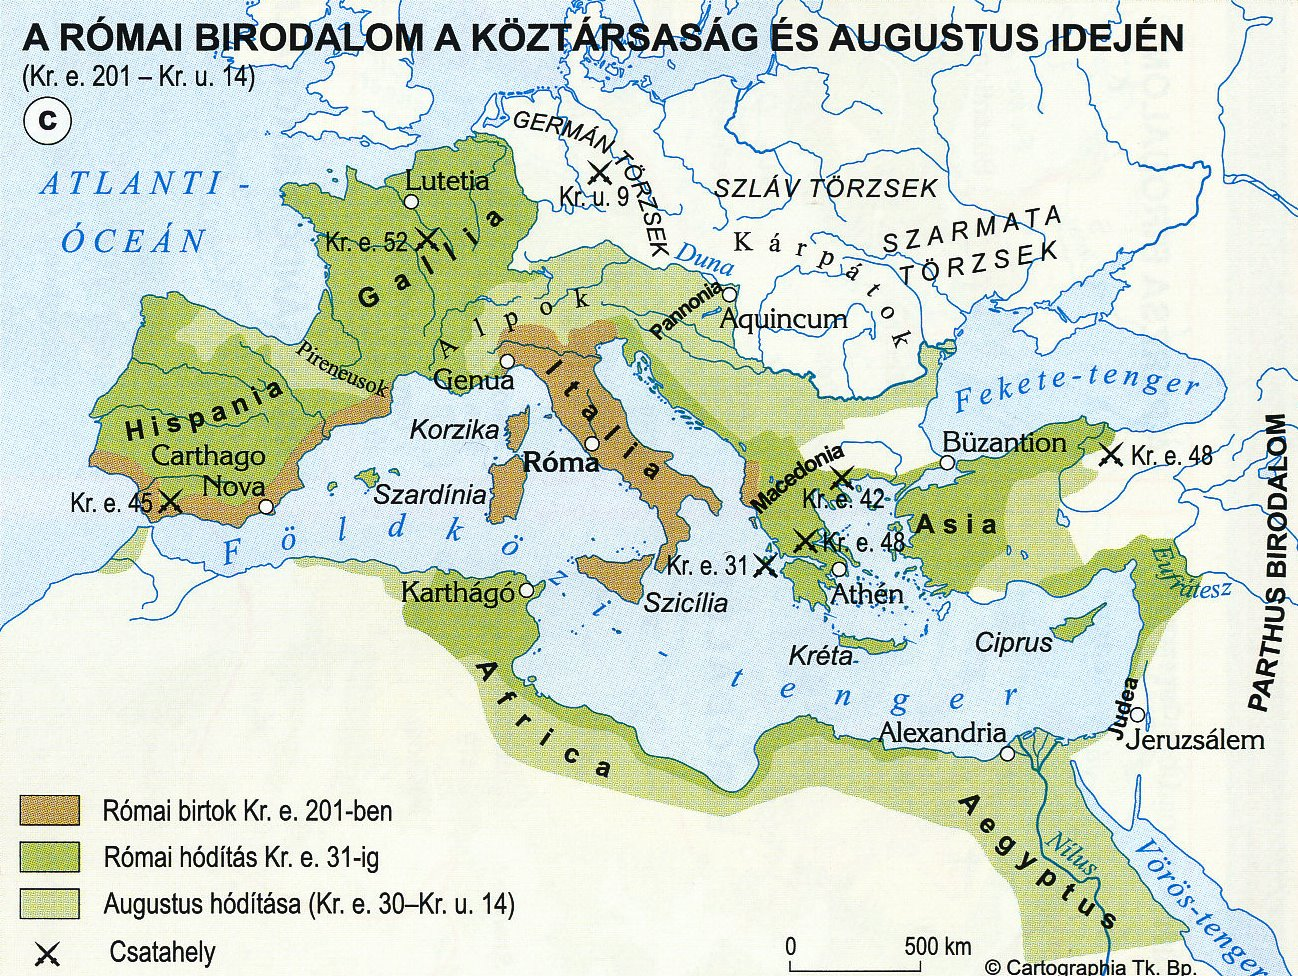 A RÓMAI BIRODALOM A KÖZTÁRSASÁG ÉS AUGUSTUS IDEJÉN
(Kr. e. 201 – Kr. u. 14)
C
ATLANTI-
ÓCEÁN
GERMÁN TÖRZSEK
Kr. u. 9
SZLÁV TÖRZSEK
SZARMATA
TÖRZSEK
Kárpátok
Lutetia
Kr. e. 52
Gallia
Duna
Pannonia
Aquincum
Alpok
Pireneusok
Genua
Italia
Fekete-tenger
Hispania
Korzika
Róma
Büzantion
Kr. e. 48
Carthago
Nova
Kr. e. 45
Szardínia
Macedonia
Kr. e. 42
Asia
PARTHUS BIRODALOM
Földközi-tenger
Kr. e. 31
Kr. e. 48
Eufrátesz
Karthágó
Szicília
Athén
Kréta
Ciprus
Africa
Judea
Jeruzsálem
Alexandria
Aegyptus
Nílus
Vörös-tenger
Római birtok Kr. e. 201-ben
Római hódítás Kr. e. 31-ig
Augustus hódítása (Kr. e. 30–Kr. u. 14)
Csatahely
0 500 km
© Cartographia Tk. Bp.